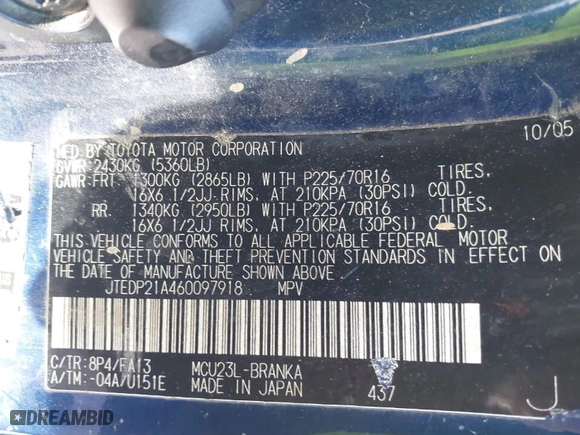 10/05
MFD BY TOYOTA MOTOR CORPORATION
GVWR: 2430KG (5360LB)
GAWR: FRT. 1300KG (2865LB) WITH P225/70R16 TIRES,
16X6 1/2JJ RIMS, AT 210KPA (30PSI) COLD.
RR. 1340KG (2950LB) WITH P225/70R16 TIRES,
16X6 1/2JJ RIMS, AT 210KPA (30PSI) COLD.
THIS VEHICLE CONFORMS TO ALL APPLICABLE FEDERAL MOTOR
VEHICLE SAFETY AND THEFT PREVENTION STANDARDS IN EFFECT ON
THE DATE OF MANUFACTURE SHOWN ABOVE.
JTEDP21A460097918 MPV
C/TR: 8P4/FA13 MCU23L-BRANKA
A/TM: -04A/U151E MADE IN JAPAN 437 J
DREAMBID